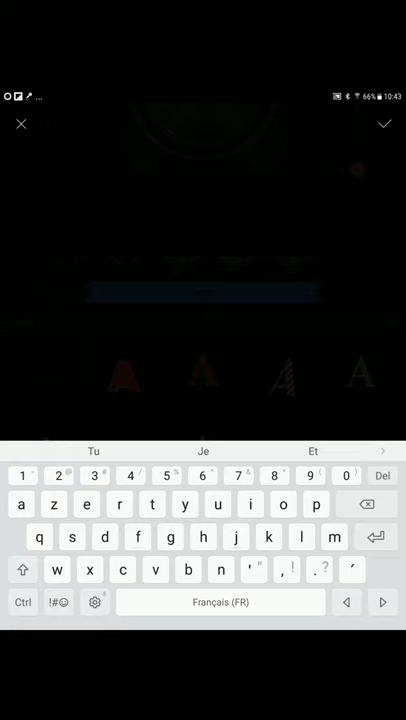 ... 66% 10:43
Tu Je Et
1 - 2 @ 3 # 4 / 5 % 6 ^ 7 & 8 * 9 ( 0 ) Del
a z e r t y u i o p
q s d f g h j k l m
w x c v b n ' " , ! . ? ´
Ctrl !#☺ Français (FR)
A A A A